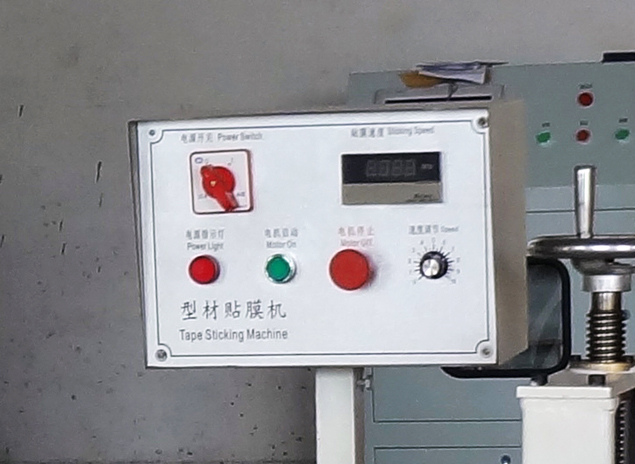 电源开关 Power Switch
贴膜速度 Sticking Speed
电源指示灯
Power Light
电机启动
Motor On
电机停止
Motor Off
速度调节 Speed
型材贴膜机
Tape Sticking Machine